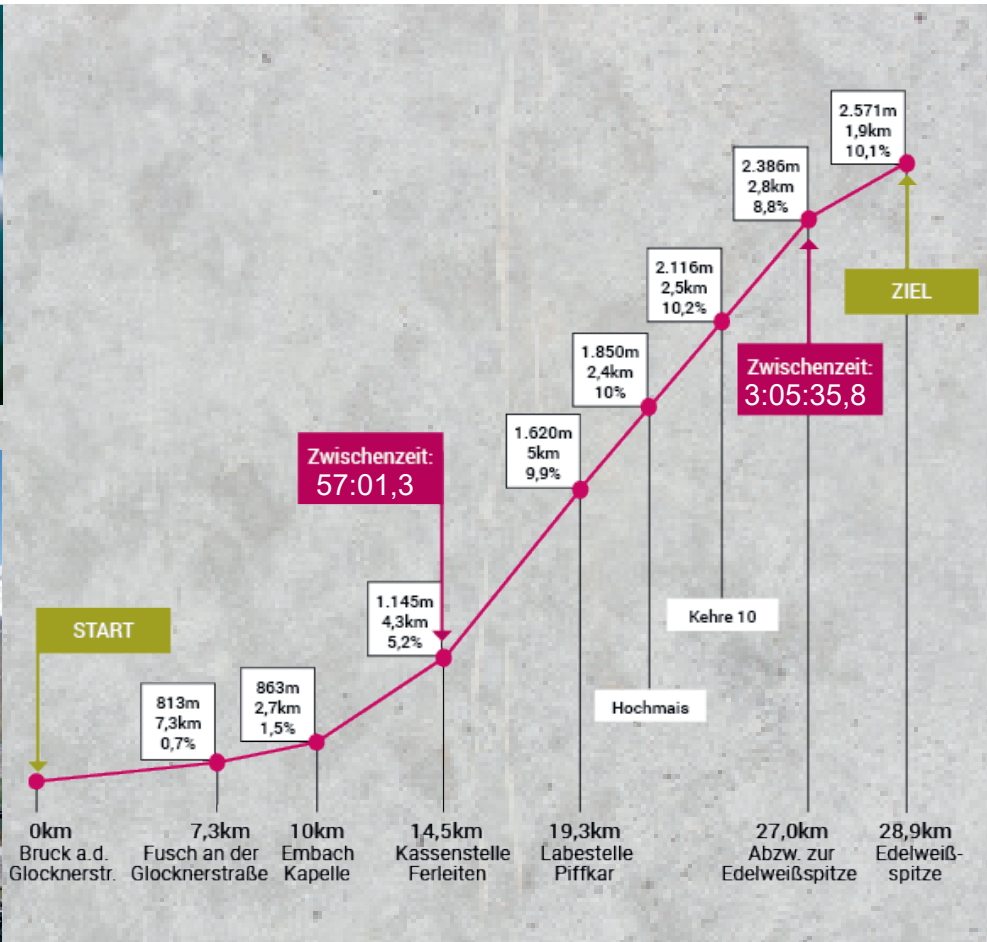 2.571m
1,9km
10,1%
2.386m
2,8km
8,8%
ZIEL
2.116m
2,5km
10,2%
Zwischenzeit:
3:05:35,8
1.850m
2,4km
10%
1.620m
5km
9,9%
Zwischenzeit:
57:01,3
1.145m
4,3km
5,2%
START
813m
7,3km
0,7%
863m
2,7km
1,5%
Kehre 10
Hochmais
0km
Bruck a.d.
Glocknerstr.
7,3km
Fusch an der
Glocknerstraße
10km
Embach
Kapelle
14,5km
Kassenstelle
Ferleiten
19,3km
Labestelle
Piffkar
27,0km
Abzw. zur
Edelweißspitze
28,9km
Edelweiß-
spitze